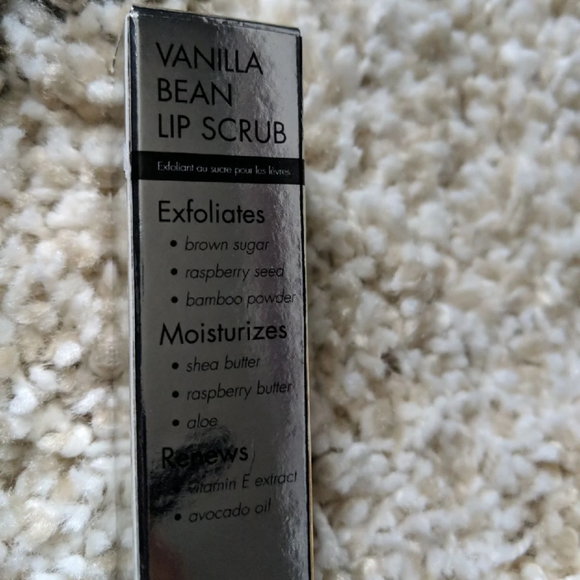 VANILLA
BEAN
LIP SCRUB
Exfoliant au sucre pour les lèvres
Exfoliates
• brown sugar
• raspberry seed
• bamboo powder
Moisturizes
• shea butter
• raspberry butter
• aloe
Renews
• vitamin E extract
• avocado oil